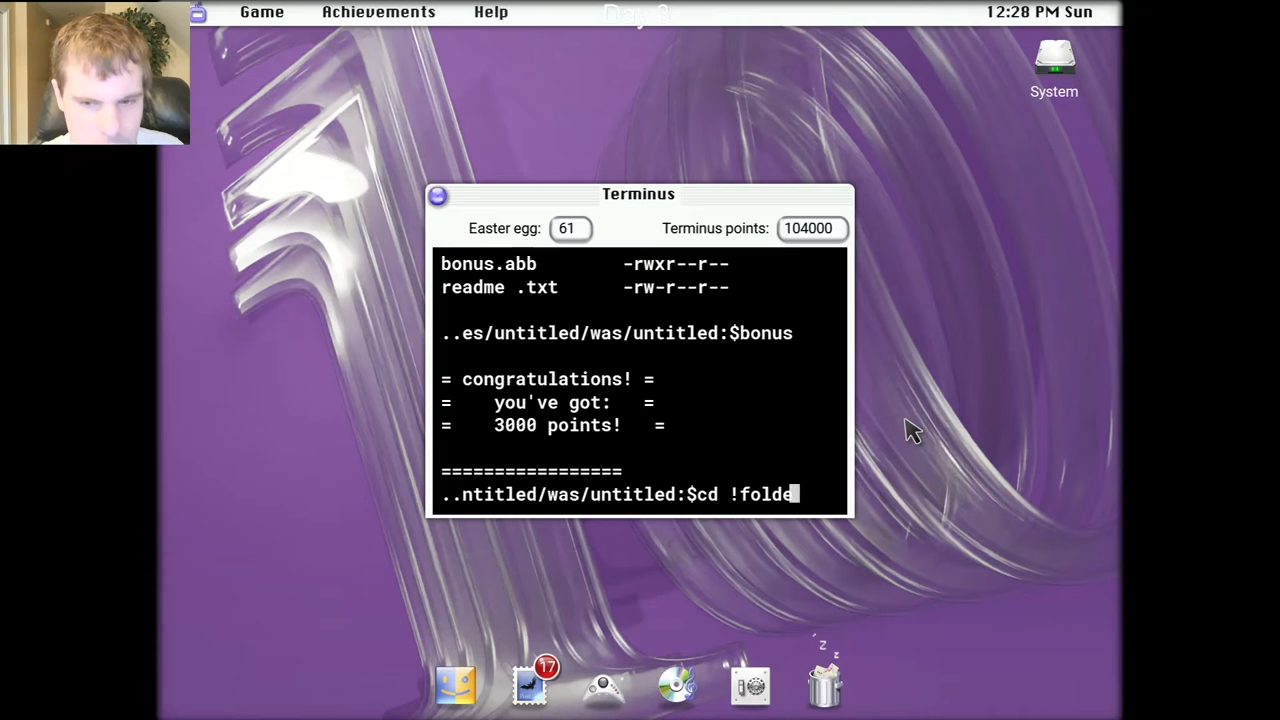 Game Achievements Help Day 3 12:28 PM Sun
System
Terminus
Easter egg: 61 Terminus points: 104000
bonus.abb -rwxr--r--
readme .txt -rw-r--r--
..es/untitled/was/untitled:$bonus
= congratulations! =
= you've got: =
= 3000 points! =
=================
..ntitled/was/untitled:$cd !folde
z
z
17